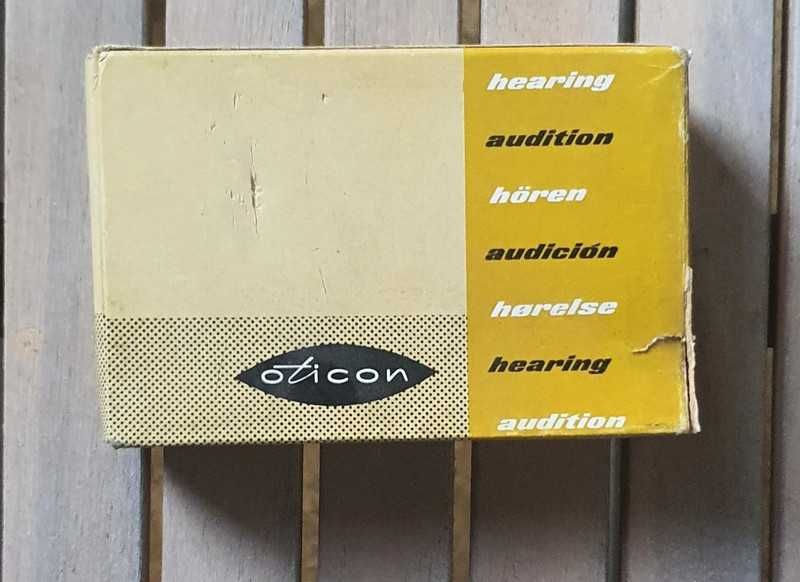 hearing
audition
hören
audición
hørelse
hearing
audition
oticon